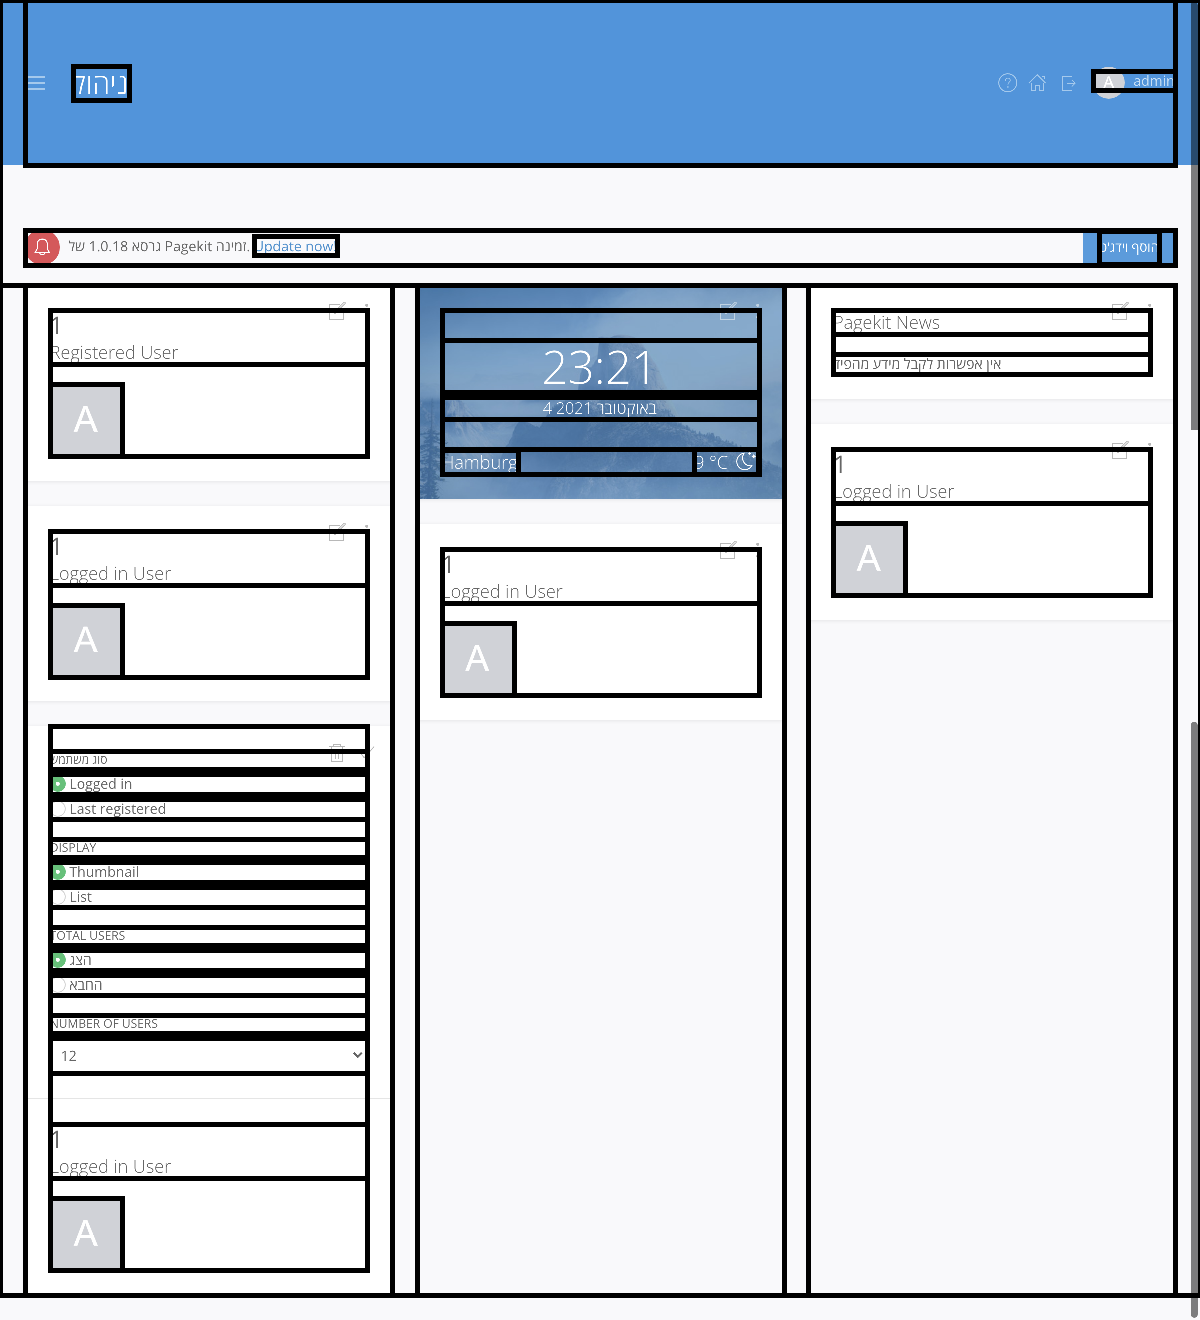 ניהול
A admin
גרסא 1.0.18 של Pagekit זמינה. Update now.
הוסף וידג'ט
1
Registered User
A
1
Logged in User
A
סוג משתמש
Logged in
Last registered
DISPLAY
Thumbnail
List
TOTAL USERS
הצג
החבא
NUMBER OF USERS
12
1
Logged in User
A
23:21
4 באוקטובר 2021
Hamburg 9 °C
1
Logged in User
A
Pagekit News
אין אפשרות לקבל מידע מהפיד
1
Logged in User
A